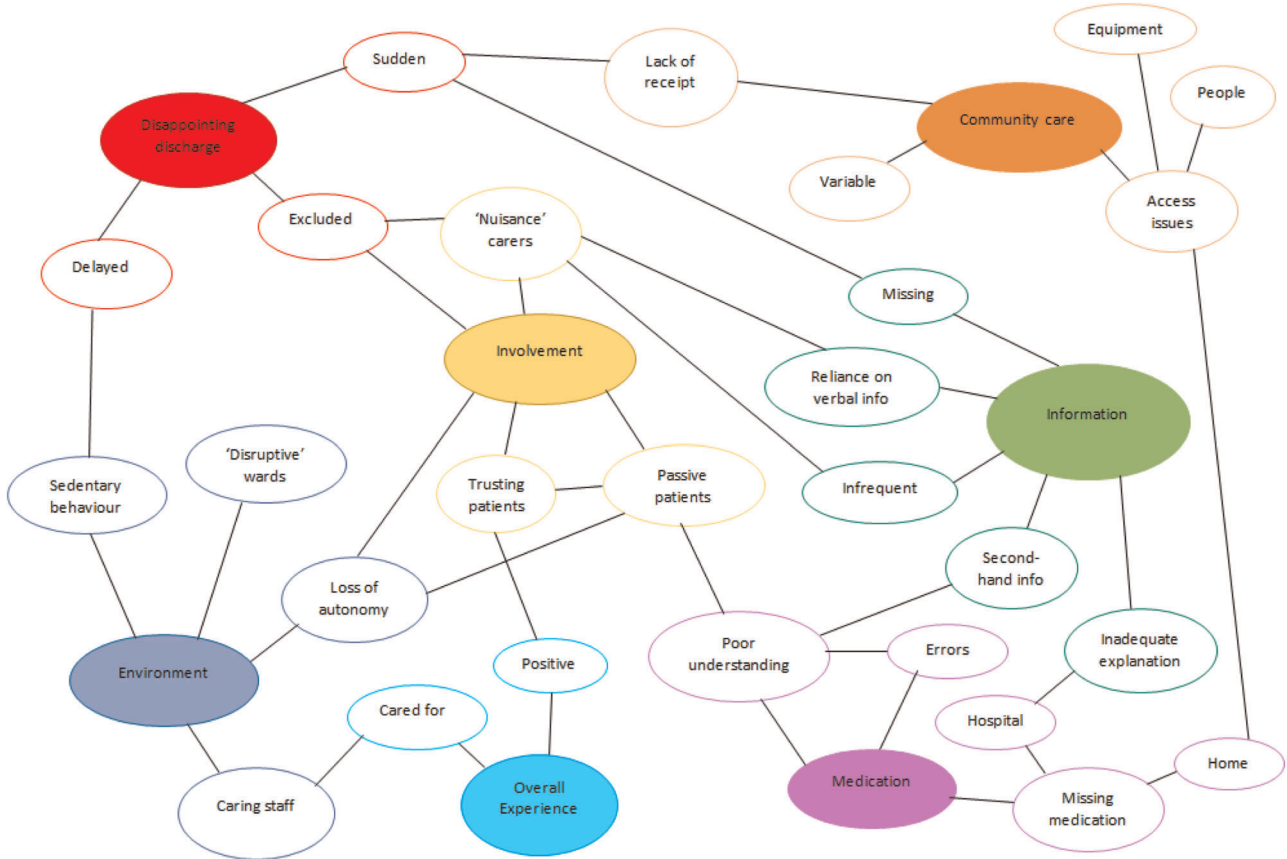 Equipment
Sudden
Lack of
receipt
People
Community care
Disappointing
discharge
Variable
Access
issues
Excluded
‘Nuisance’
carers
Delayed
Missing
Involvement
Reliance on
verbal info
Information
‘Disruptive’
wards
Sedentary
behaviour
Trusting
patients
Passive
patients
Infrequent
Second-
hand info
Loss of
autonomy
Environment
Positive
Poor
understanding
Errors
Inadequate
explanation
Cared for
Hospital
Home
Caring staff
Overall
Experience
Medication
Missing
medication